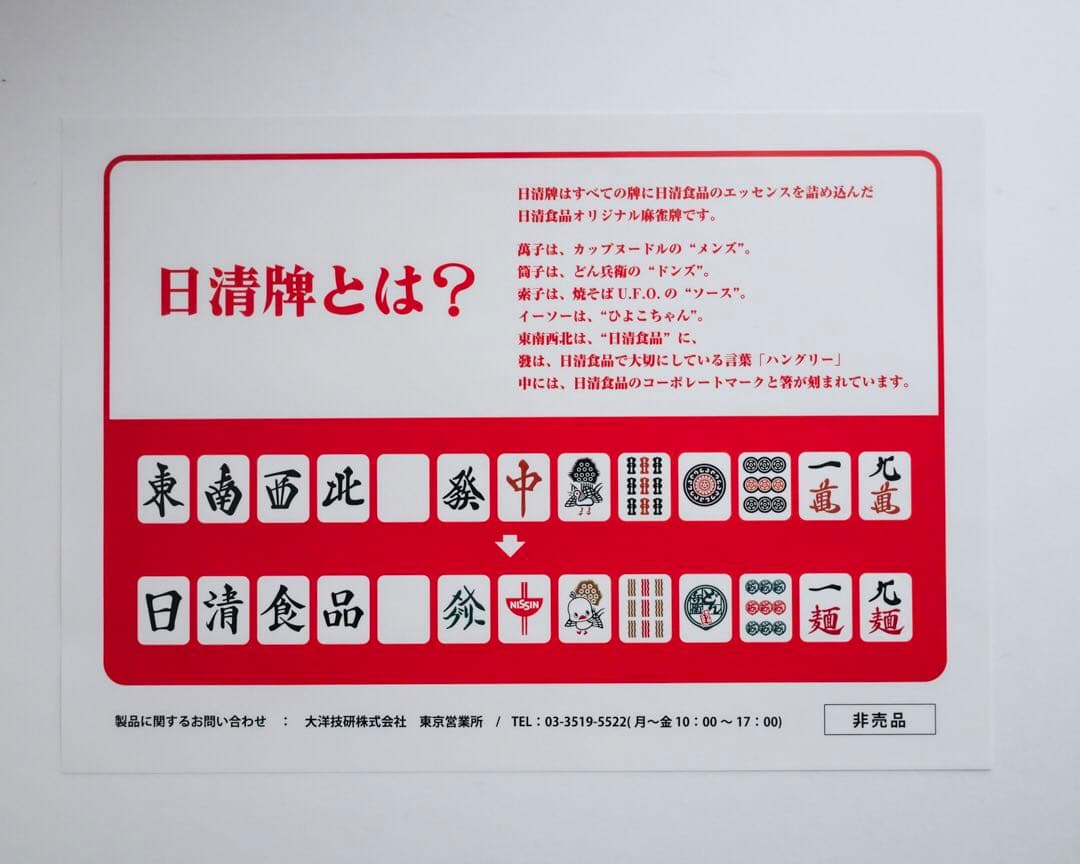 日清牌とは？
日清牌はすべての牌に日清食品のエッセンスを詰め込んだ
日清食品オリジナル麻雀牌です。
萬子は、カップヌードルの“メンズ”。
筒子は、どん兵衛の“ドンズ”。
索子は、焼そばU.F.O.の“ソース”。
イーソーは、“ひよこちゃん”。
東南西北は、“日清食品”に、
發は、日清食品で大切にしている言葉「ハングリー」
中には、日清食品のコーポレートマークと箸が刻まれています。
東 南 西 北 發 中 一萬 九萬
日 清 食 品 發 NISSIN どん兵衛 一麺 九麺
製品に関するお問い合わせ ： 大洋技研株式会社 東京営業所 / TEL：03-3519-5522(月～金 10：00 ～ 17：00)
非売品